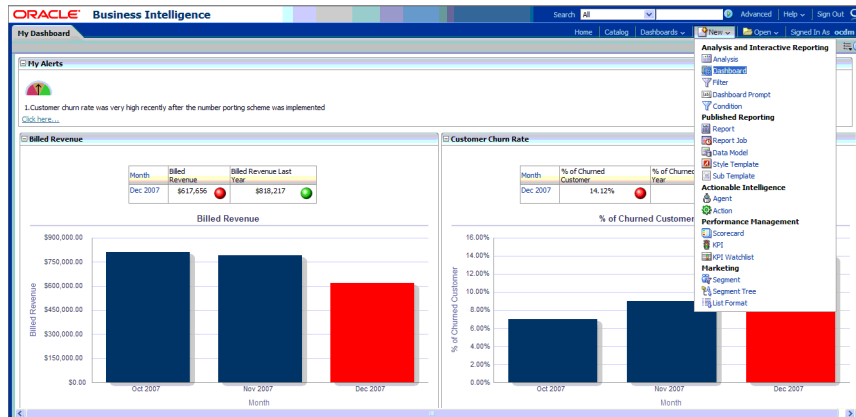 ORACLE Business Intelligence
Search All Advanced Help Sign Out
My Dashboard
Home Catalog Dashboards New Open Signed In As ocdm
My Alerts
1.Customer churn rate was very high recently after the number porting scheme was implemented
Click here...
Analysis and Interactive Reporting
Analysis
Dashboard
Filter
Dashboard Prompt
Condition
Published Reporting
Report
Report Job
Data Model
Style Template
Sub Template
Actionable Intelligence
Agent
Action
Performance Management
Scorecard
KPI
KPI Watchlist
Marketing
Segment
Segment Tree
List Format
Billed Revenue
Month Billed Revenue Billed Revenue Last Year
Dec 2007 $617,656 $818,217
Billed Revenue
$900,000.00
$750,000.00
$600,000.00
$450,000.00
$300,000.00
$150,000.00
$0.00
Billed Revenue
Oct 2007 Nov 2007 Dec 2007
Month
Customer Churn Rate
Month % of Churned Customer % of Churned Year
Dec 2007 14.12%
% of Churned Customer
16.00%
14.00%
12.00%
10.00%
8.00%
6.00%
4.00%
2.00%
0.00%
% of Churned Customer
Oct 2007 Nov 2007 Dec 2007
Month